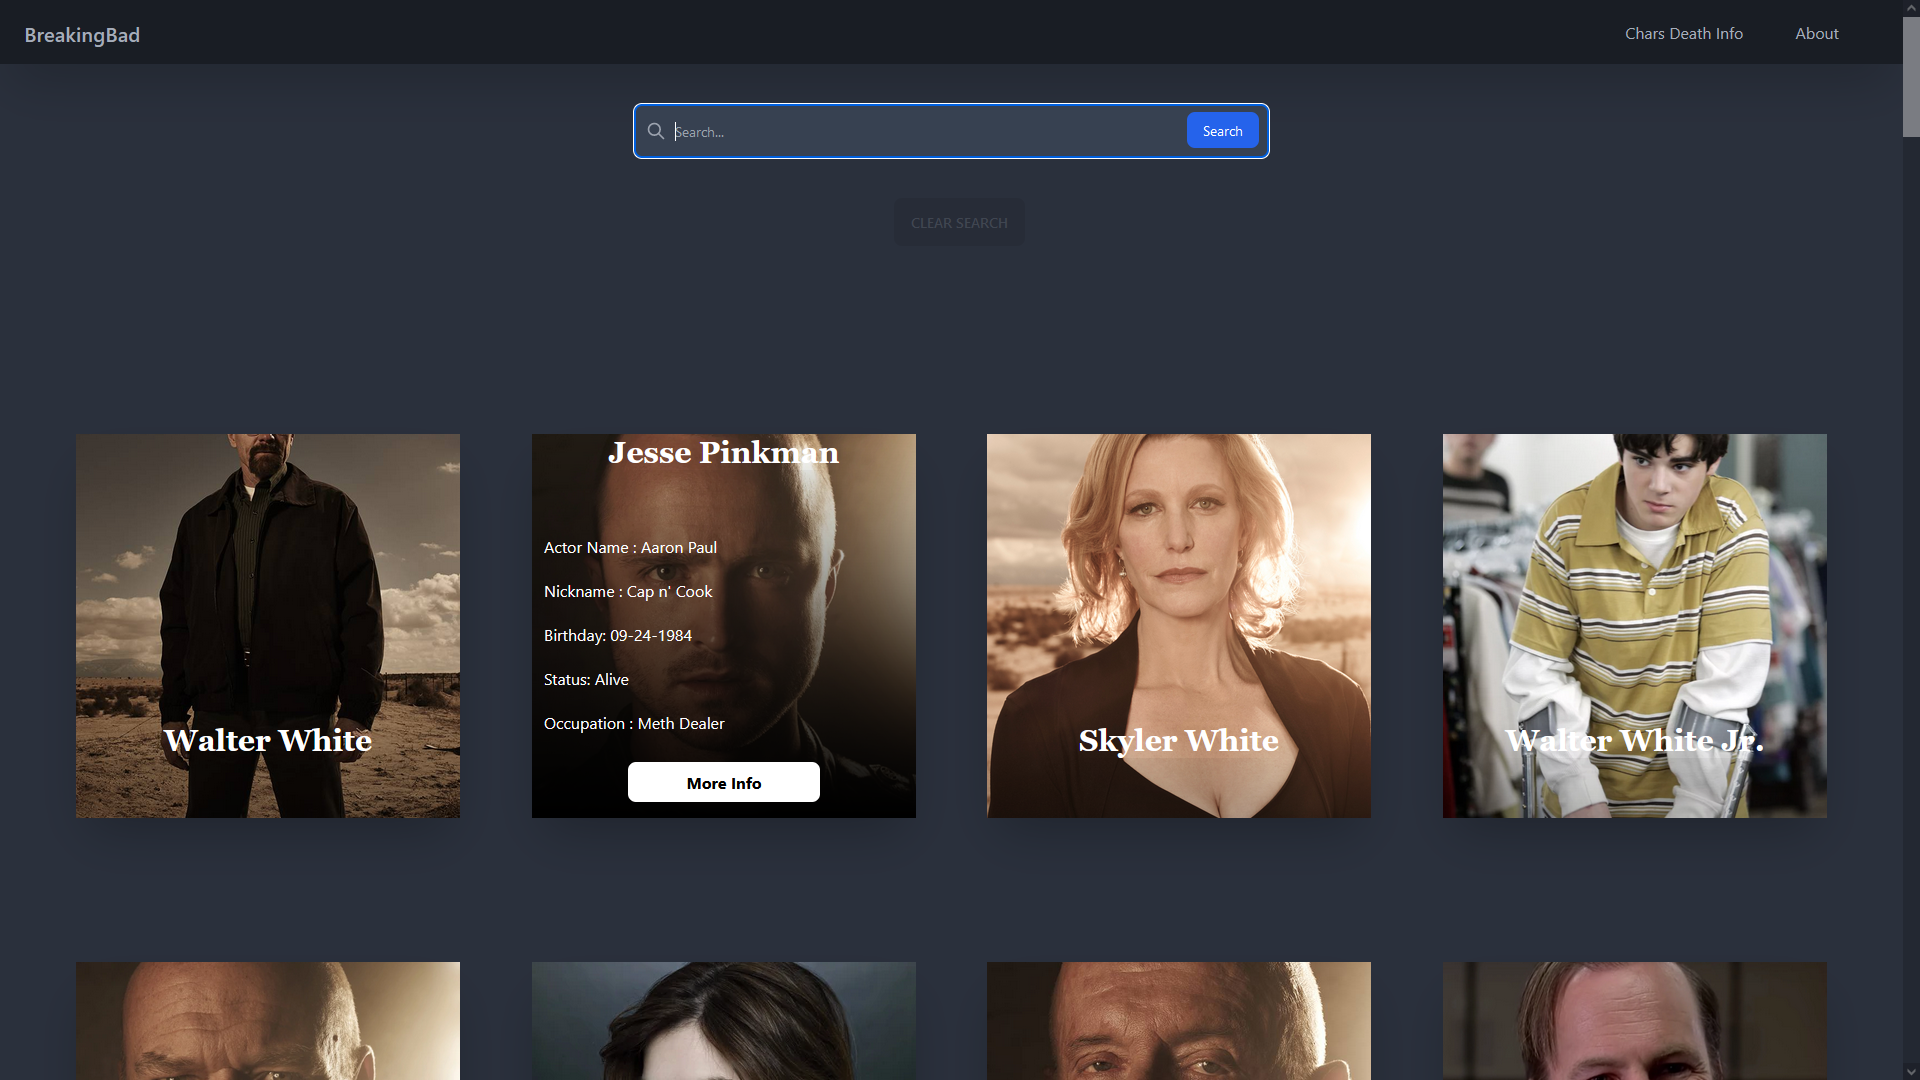 BreakingBad
Chars Death Info
About
Search...
Search
CLEAR SEARCH
Walter White
Jesse Pinkman
Actor Name : Aaron Paul
Nickname : Cap n' Cook
Birthday: 09-24-1984
Status: Alive
Occupation : Meth Dealer
More Info
Skyler White
Walter White Jr.